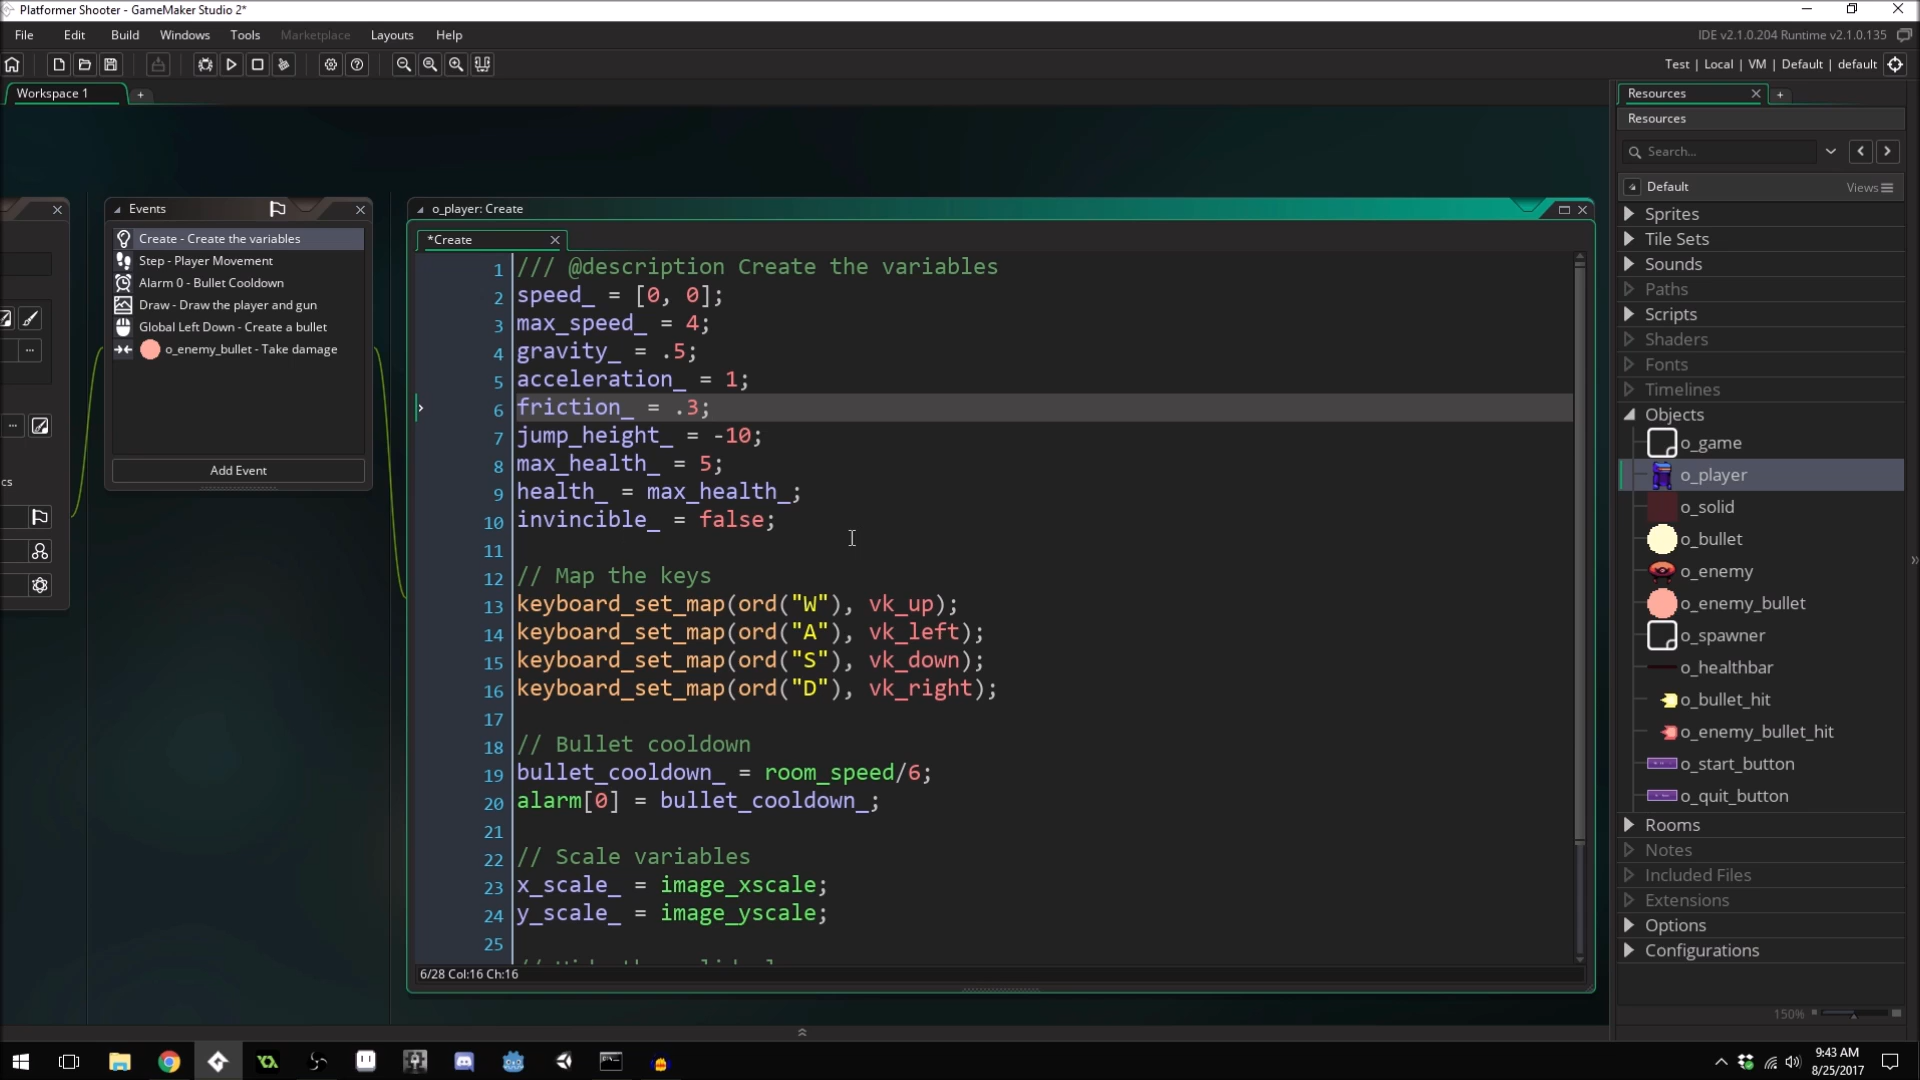 Platformer Shooter - GameMaker Studio 2*
File Edit Build Windows Tools Marketplace Layouts Help
IDE v2.1.0.204 Runtime v2.1.0.135
Test | Local | VM | Default | default
Workspace 1
Events
Create - Create the variables
Step - Player Movement
Alarm 0 - Bullet Cooldown
Draw - Draw the player and gun
Global Left Down - Create a bullet
o_enemy_bullet - Take damage
Add Event
cs
o_player: Create
*Create
1 /// @description Create the variables
2 speed_ = [0, 0];
3 max_speed_ = 4;
4 gravity_ = .5;
5 acceleration_ = 1;
6 friction_ = .3;
7 jump_height_ = -10;
8 max_health_ = 5;
9 health_ = max_health_;
10 invincible_ = false;
11
12 // Map the keys
13 keyboard_set_map(ord("W"), vk_up);
14 keyboard_set_map(ord("A"), vk_left);
15 keyboard_set_map(ord("S"), vk_down);
16 keyboard_set_map(ord("D"), vk_right);
17
18 // Bullet cooldown
19 bullet_cooldown_ = room_speed/6;
20 alarm[0] = bullet_cooldown_;
21
22 // Scale variables
23 x_scale_ = image_xscale;
24 y_scale_ = image_yscale;
25
6/28 Col:16 Ch:16
Resources
Resources
Search...
Default Views
Sprites
Tile Sets
Sounds
Paths
Scripts
Shaders
Fonts
Timelines
Objects
o_game
o_player
o_solid
o_bullet
o_enemy
o_enemy_bullet
o_spawner
o_healthbar
o_bullet_hit
o_enemy_bullet_hit
o_start_button
o_quit_button
Rooms
Notes
Included Files
Extensions
Options
Configurations
150%
9:43 AM
8/25/2017